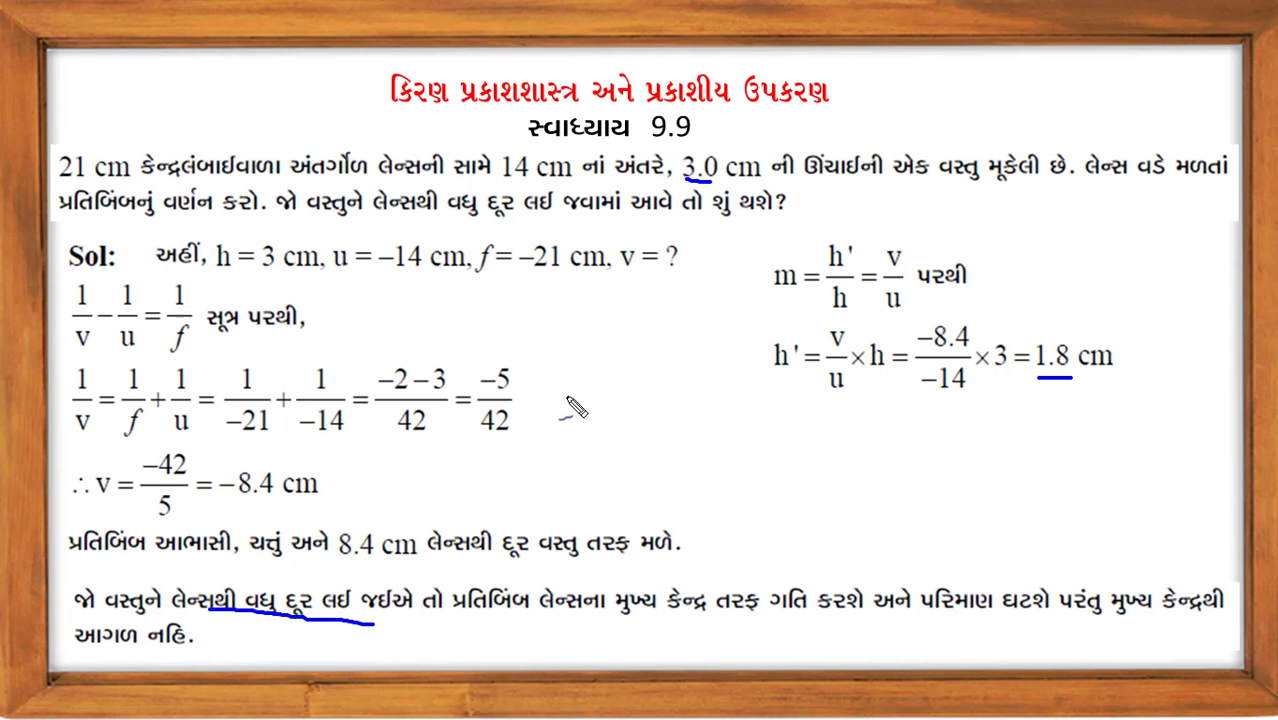 કિરણ પ્રકાશશાસ્ત્ર અને પ્રકાશીય ઉપકરણ
સ્વાધ્યાય 9.9
21 cm કેન્દ્રલંબાઈવાળા અંતર્ગોળ લેન્સની સામે 14 cm નાં અંતરે, 3.0 cm ની ઊંચાઈની એક વસ્તુ મૂકેલી છે. લેન્સ વડે મળતાં
પ્રતિબિંબનું વર્ણન કરો. જો વસ્તુને લેન્સથી વધુ દૂર લઈ જવામાં આવે તો શું થશે?
Sol: અહીં, h = 3 cm, u = –14 cm, f = –21 cm, v = ?
1/v – 1/u = 1/f સૂત્ર પરથી,
1/v = 1/f + 1/u = 1/–21 + 1/–14 = –2 – 3/42 = –5/42
∴ v = –42/5 = –8.4 cm
m = h'/h = v/u પરથી
h' = v/u × h = –8.4/–14 × 3 = 1.8 cm
પ્રતિબિંબ આભાસી, ચત્તું અને 8.4 cm લેન્સથી દૂર વસ્તુ તરફ મળે.
જો વસ્તુને લેન્સથી વધુ દૂર લઈ જઈએ તો પ્રતિબિંબ લેન્સના મુખ્ય કેન્દ્ર તરફ ગતિ કરશે અને પરિમાણ ઘટશે પરંતુ મુખ્ય કેન્દ્રથી
આગળ નહિ.